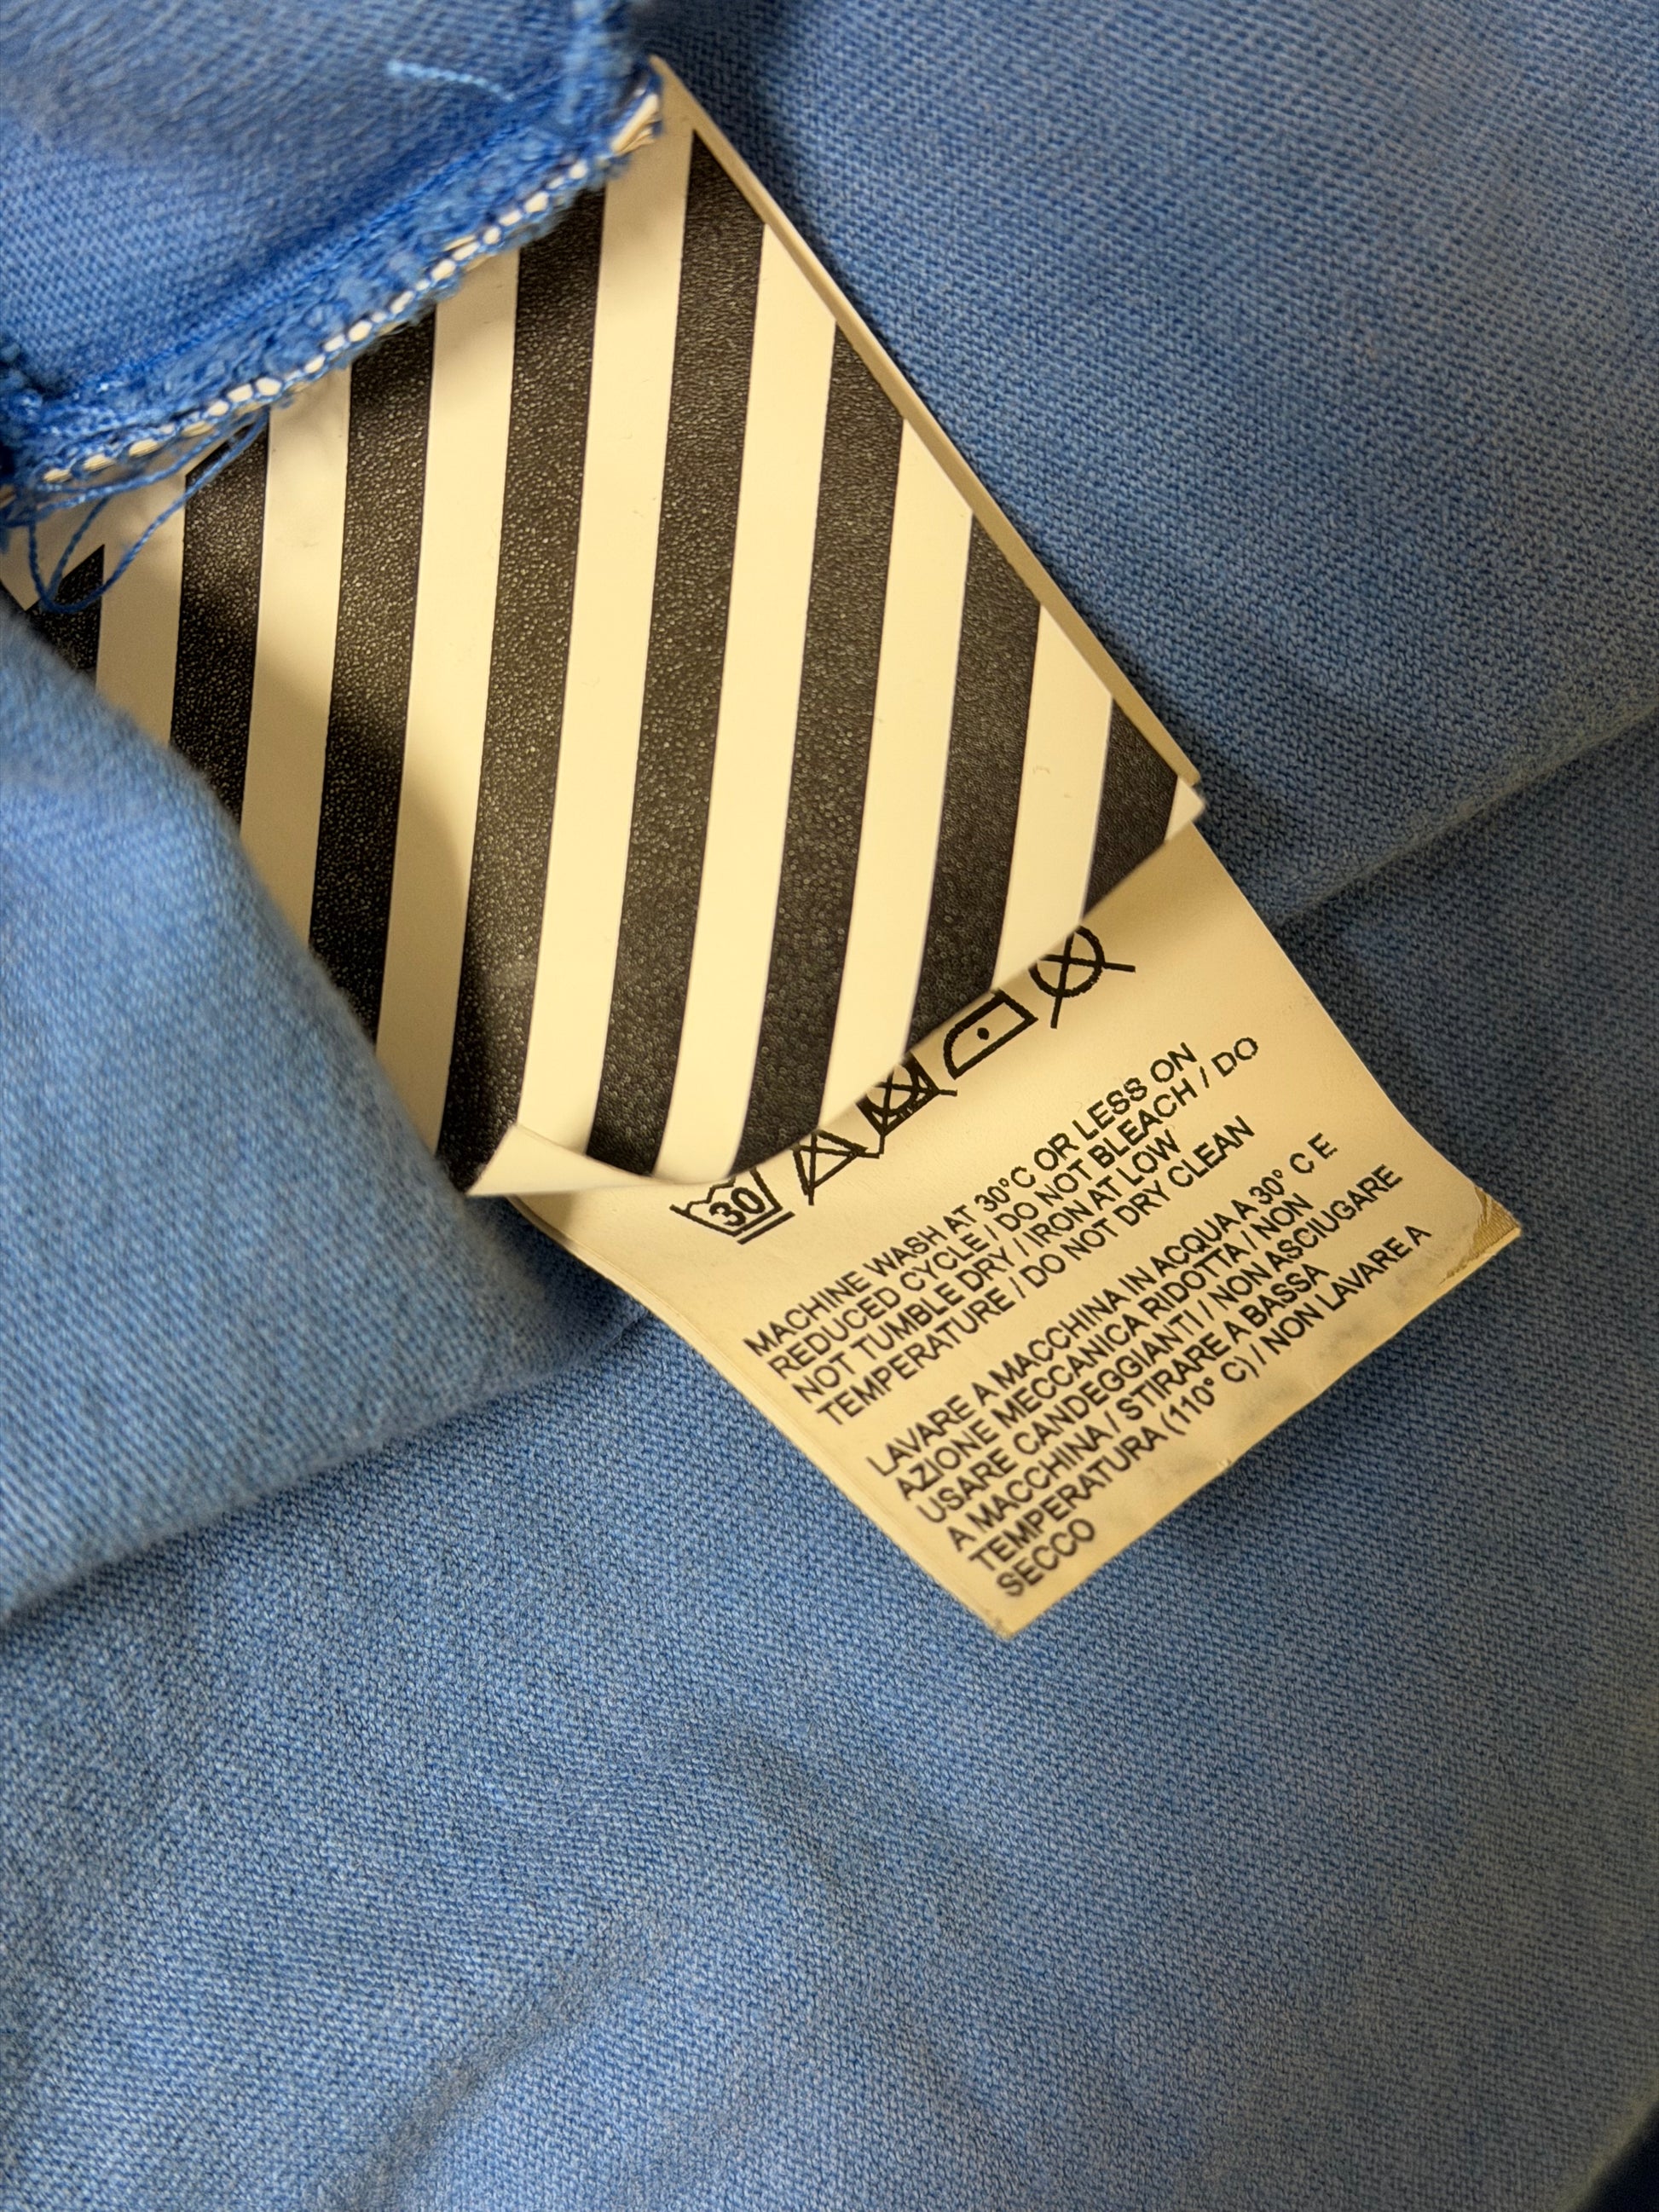 30
MACHINE WASH AT 30°C OR LESS ON
REDUCED CYCLE / DO NOT BLEACH / DO
NOT TUMBLE DRY / IRON AT LOW
TEMPERATURE / DO NOT DRY CLEAN
LAVARE A MACCHINA IN ACQUA A 30° C E
AZIONE MECCANICA RIDOTTA / NON
USARE CANDEGGIANTI / NON ASCIUGARE
A MACCHINA / STIRARE A BASSA
TEMPERATURA (110° C) / NON LAVARE A
SECCO